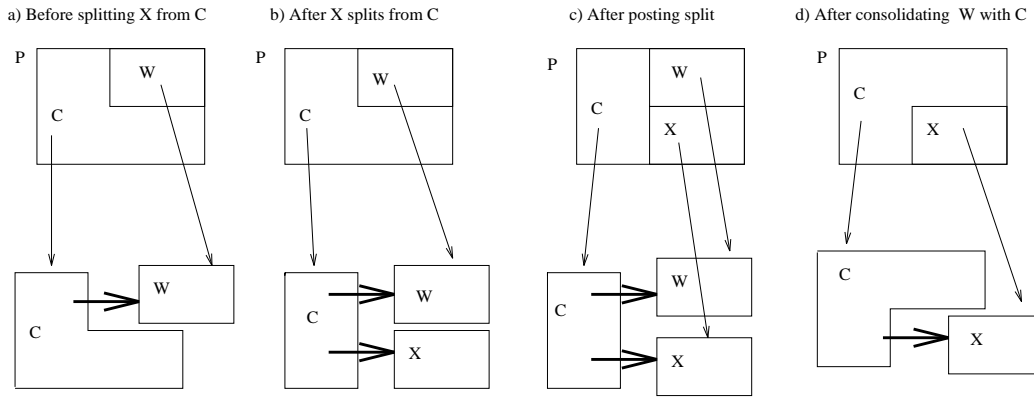 a) Before splitting X from C
b) After X splits from C
c) After posting split
d) After consolidating W with C
P
W
C
W
C
P
W
C
W
C
X
P
W
C
X
W
C
X
P
C
X
C
X